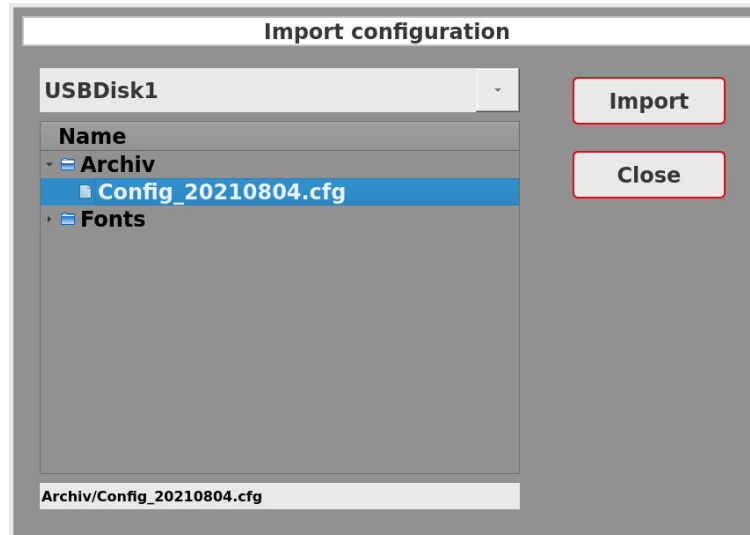 Import configuration
USBDisk1
Import
Name
Archiv
Close
Config_20210804.cfg
Fonts
Archiv/Config_20210804.cfg